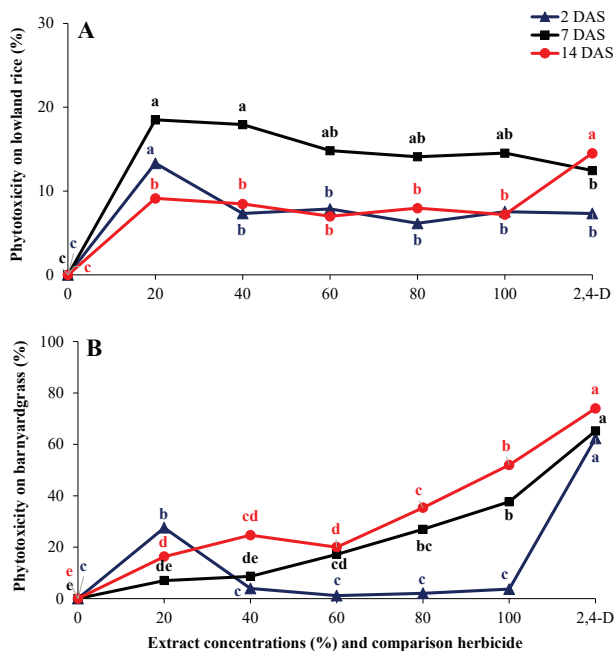 A
2 DAS
7 DAS
14 DAS
Phytotoxicity on lowland rice (%)
30
20
10
0
a a ab ab ab a
a b
b b b b b
b b b b b
c c
c
0 20 40 60 80 100 2,4-D
B
Phytotoxicity on barnyardgrass (%)
100
80
60
40
20
0
a
a
a
b
b
b c
cd d bc
d
de de cd
e c
e c c c c
0 20 40 60 80 100 2,4-D
Extract concentrations (%) and comparison herbicide